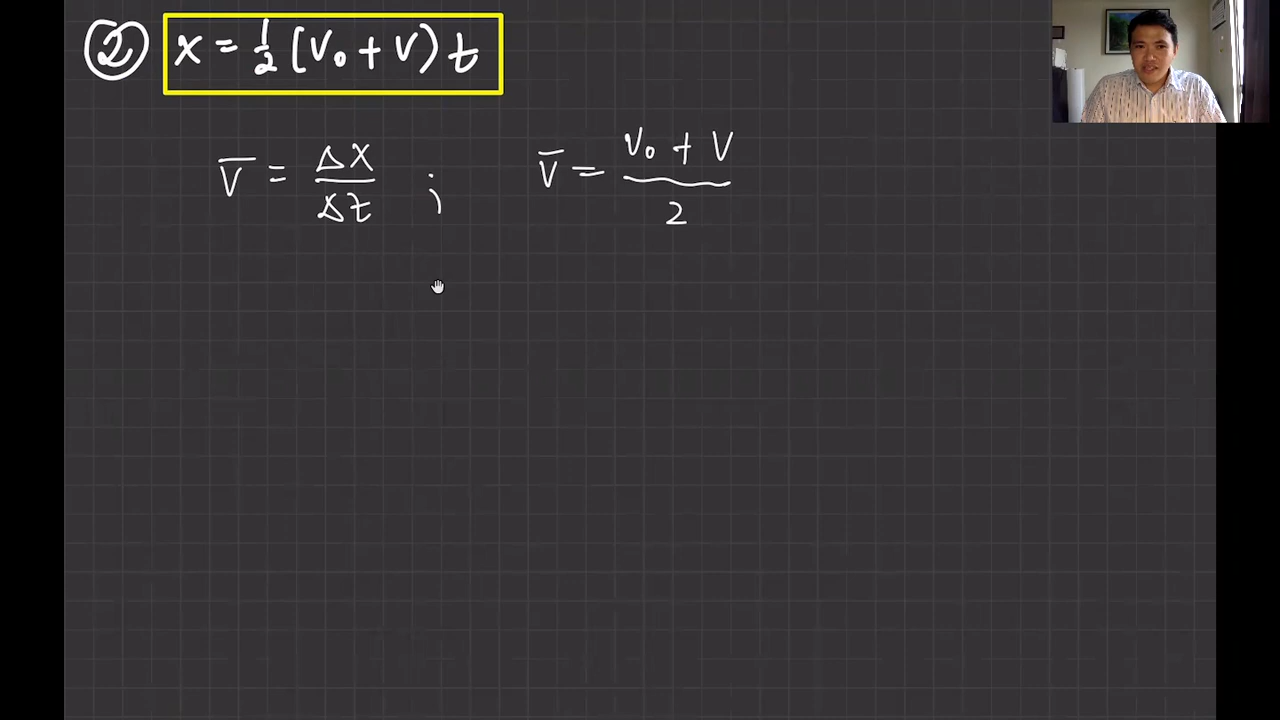 ② x = 1/2 (V₀ + V) t
V̅ = Δx/Δt ; V̅ = (V₀ + V)/2